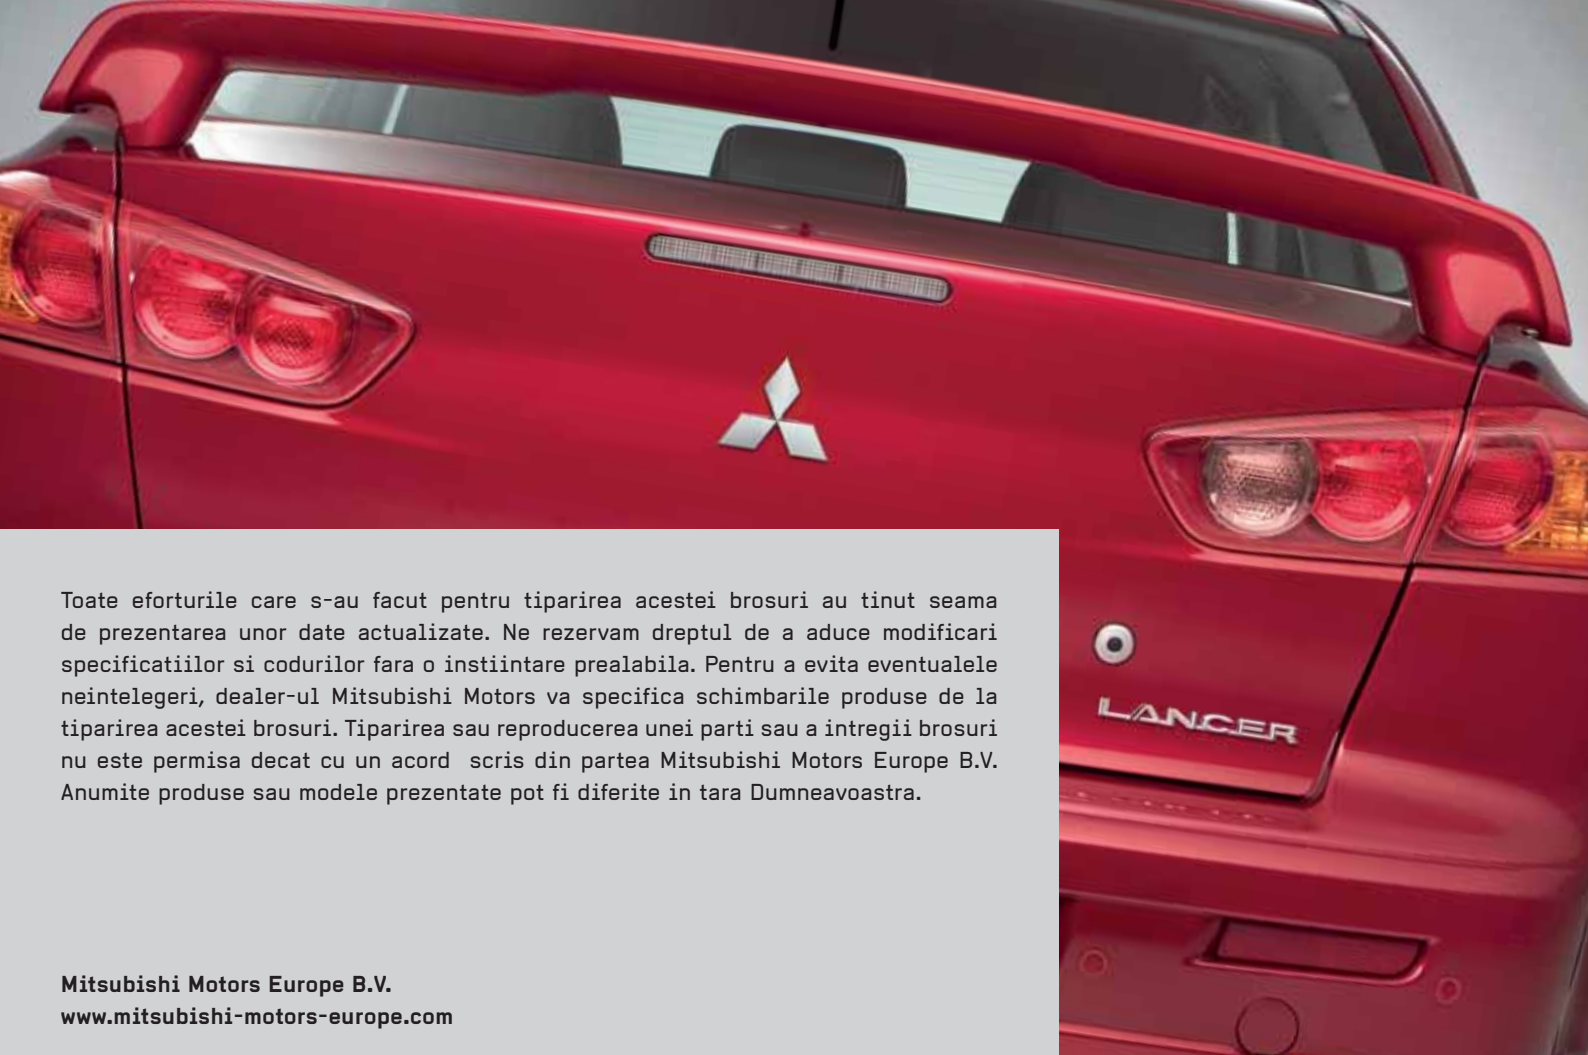 LANCER
Toate eforturile care s-au facut pentru tiparirea acestei brosuri au tinut seama
de prezentarea unor date actualizate. Ne rezervam dreptul de a aduce modificari
specificatiilor si codurilor fara o instiintare prealabila. Pentru a evita eventualele
neintelegeri, dealer-ul Mitsubishi Motors va specifica schimbarile produse de la
tiparirea acestei brosuri. Tiparirea sau reproducerea unei parti sau a intregii brosuri
nu este permisa decat cu un acord  scris din partea Mitsubishi Motors Europe B.V.
Anumite produse sau modele prezentate pot fi diferite in tara Dumneavoastra.
Mitsubishi Motors Europe B.V.
www.mitsubishi-motors-europe.com